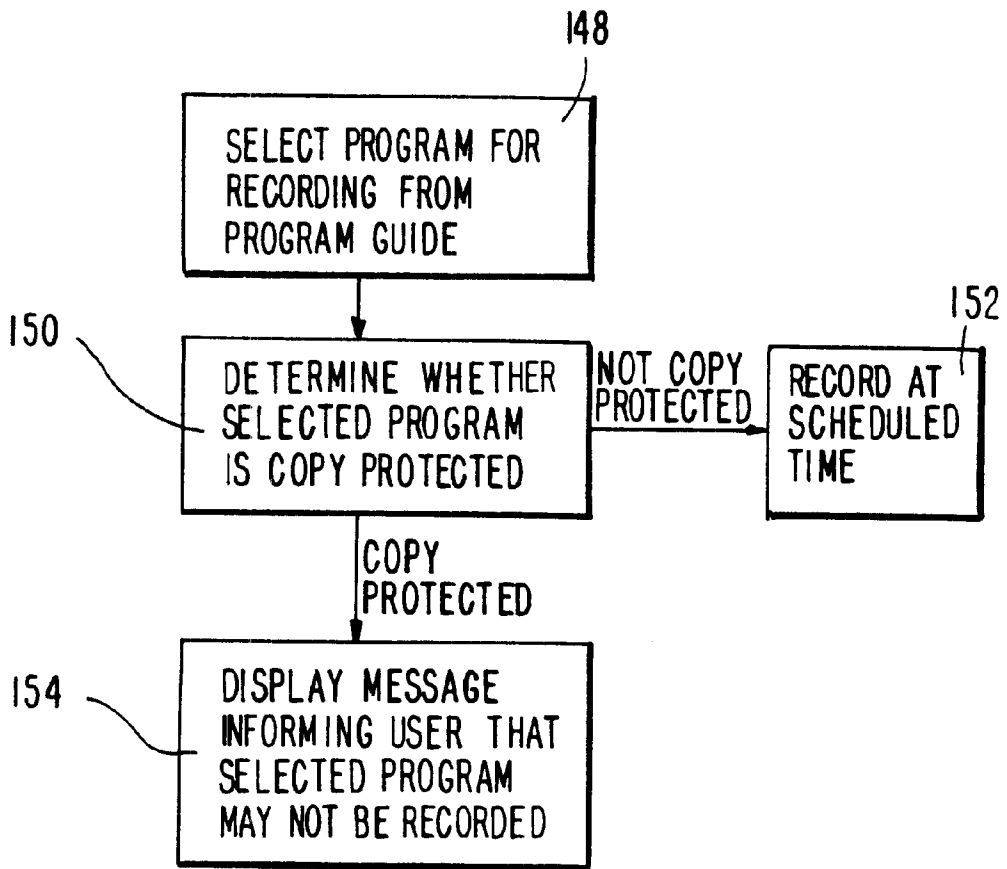 148
SELECT PROGRAM FOR
RECORDING FROM
PROGRAM GUIDE
150
DETERMINE WHETHER
SELECTED PROGRAM
IS COPY PROTECTED
NOT COPY
PROTECTED
152
RECORD AT
SCHEDULED
TIME
COPY
PROTECTED
154
DISPLAY MESSAGE
INFORMING USER THAT
SELECTED PROGRAM
MAY NOT BE RECORDED